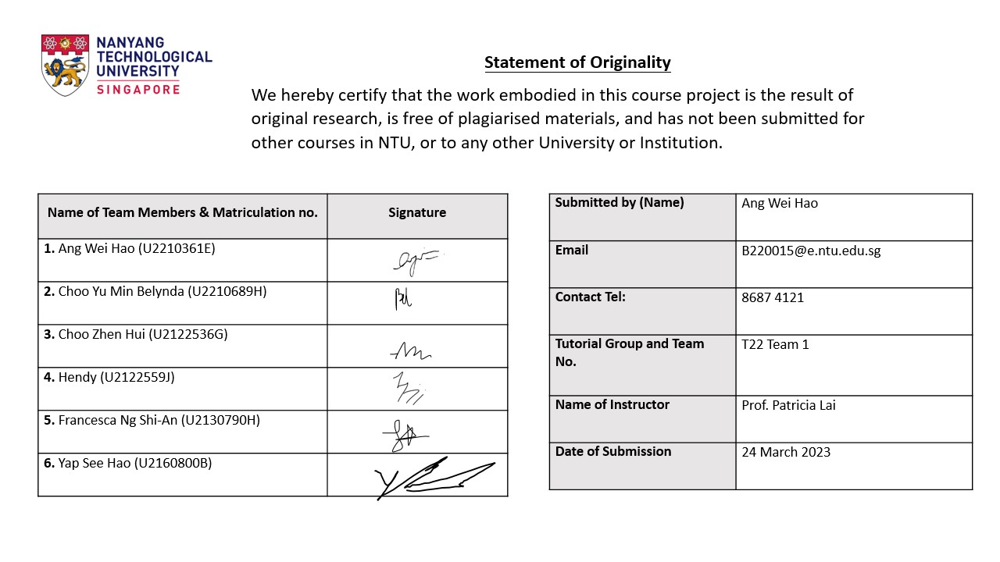 NANYANG
TECHNOLOGICAL
UNIVERSITY
SINGAPORE
Statement of Originality
We hereby certify that the work embodied in this course project is the result of
original research, is free of plagiarised materials, and has not been submitted for
other courses in NTU, or to any other University or Institution.
Name of Team Members & Matriculation no. Signature
1. Ang Wei Hao (U2210361E)
2. Choo Yu Min Belynda (U2210689H)
3. Choo Zhen Hui (U2122536G)
4. Hendy (U2122559J)
5. Francesca Ng Shi-An (U2130790H)
6. Yap See Hao (U2160800B)
Submitted by (Name) Ang Wei Hao
Email B220015@e.ntu.edu.sg
Contact Tel: 8687 4121
Tutorial Group and Team T22 Team 1
No.
Name of Instructor Prof. Patricia Lai
Date of Submission 24 March 2023